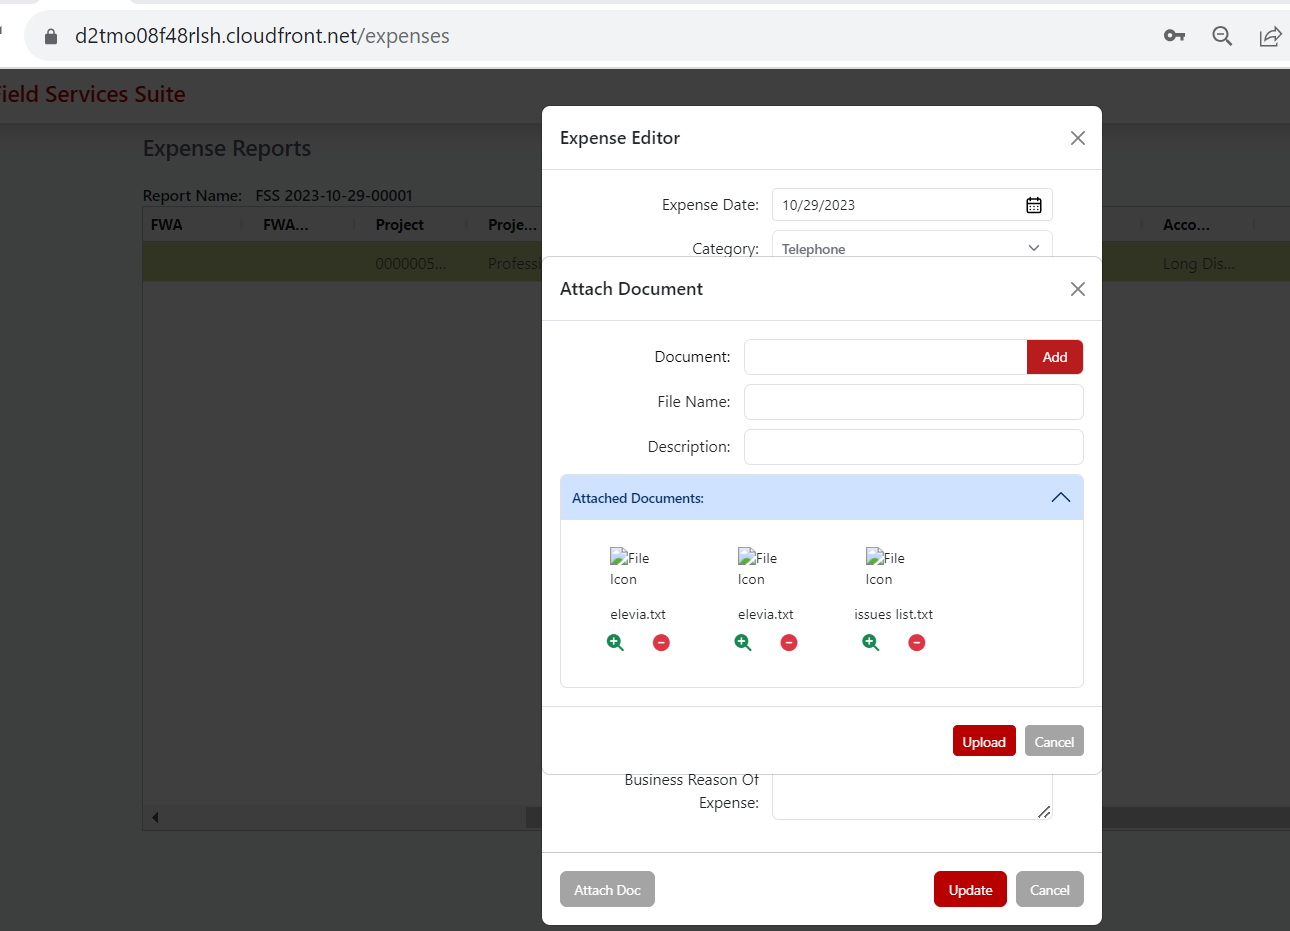 d2tmo08f48rlsh.cloudfront.net/expenses
ield Services Suite
Expense Reports
Report Name: FSS 2023-10-29-00001
FWA FWA... Project Proje... Acco...
0000005... Professi Long Dis...
Expense Editor
Expense Date: 10/29/2023
Category: Telephone
Attach Document
Document: Add
File Name:
Description:
Attached Documents:
File Icon File Icon File Icon
elevia.txt elevia.txt issues list.txt
Upload Cancel
Business Reason Of
Expense:
Attach Doc Update Cancel